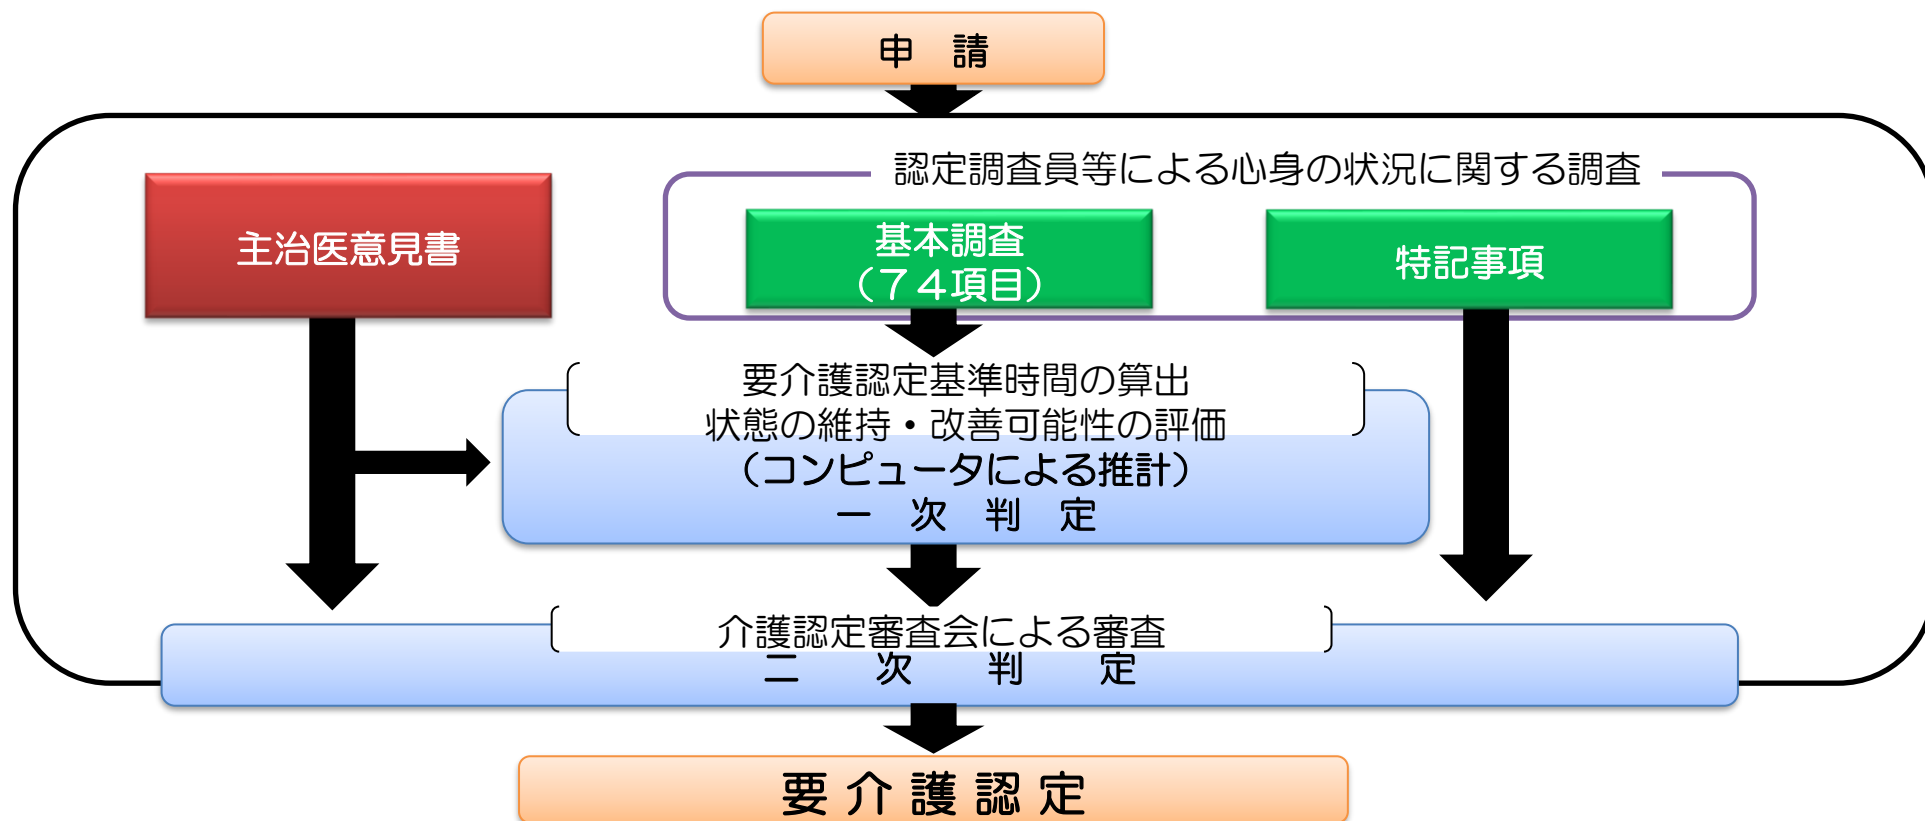 申　請
認定調査員等による心身の状況に関する調査
主治医意見書
基本調査
（７４項目）
特記事項
要介護認定基準時間の算出
状態の維持・改善可能性の評価
（コンピュータによる推計）
一　次　判　定
介護認定審査会による審査
二　　次　　判　　定
要 介 護 認 定